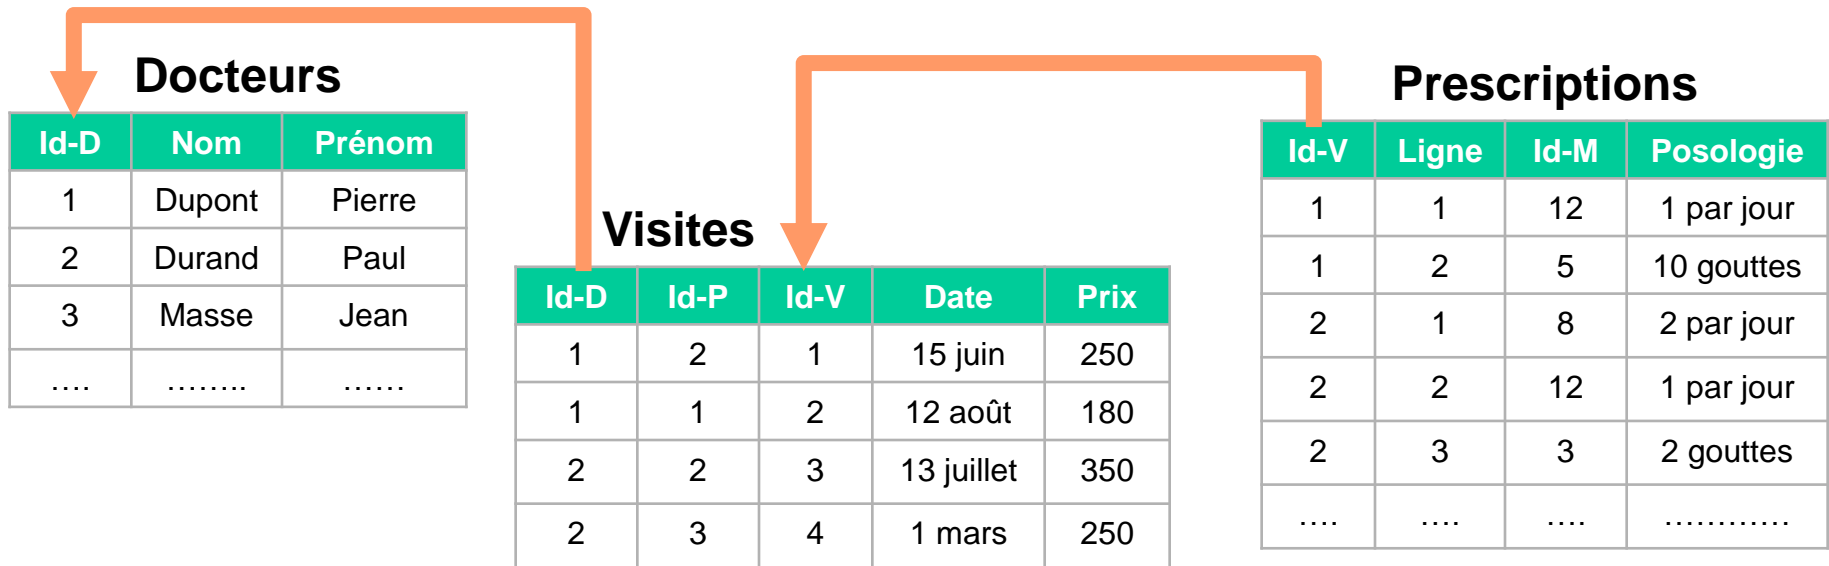 Docteurs
Id-D Nom Prénom
1 Dupont Pierre
2 Durand Paul
3 Masse Jean
…. …….. ……
Visites
Id-D Id-P Id-V Date Prix
1 2 1 15 juin 250
1 1 2 12 août 180
2 2 3 13 juillet 350
2 3 4 1 mars 250
Prescriptions
Id-V Ligne Id-M Posologie
1 1 12 1 par jour
1 2 5 10 gouttes
2 1 8 2 par jour
2 2 12 1 par jour
2 3 3 2 gouttes
…. …. …. …………